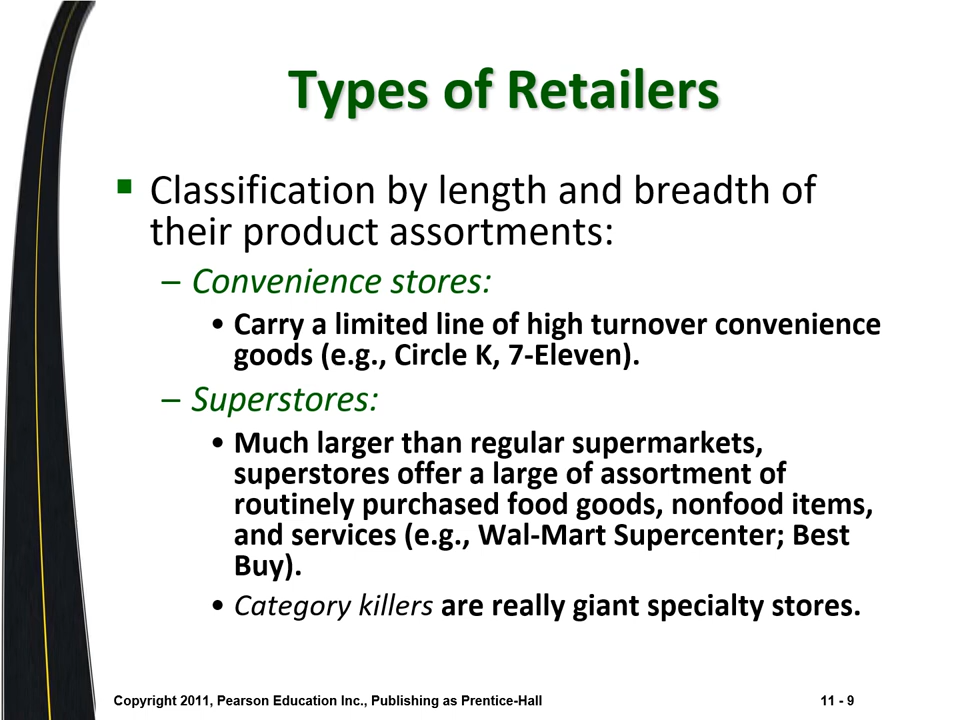 Types of Retailers
▪ Classification by length and breadth of
their product assortments:
– Convenience stores:
• Carry a limited line of high turnover convenience
goods (e.g., Circle K, 7-Eleven).
– Superstores:
• Much larger than regular supermarkets,
superstores offer a large of assortment of
routinely purchased food goods, nonfood items,
and services (e.g., Wal-Mart Supercenter; Best
Buy).
• Category killers are really giant specialty stores.
Copyright 2011, Pearson Education Inc., Publishing as Prentice-Hall 11 - 9